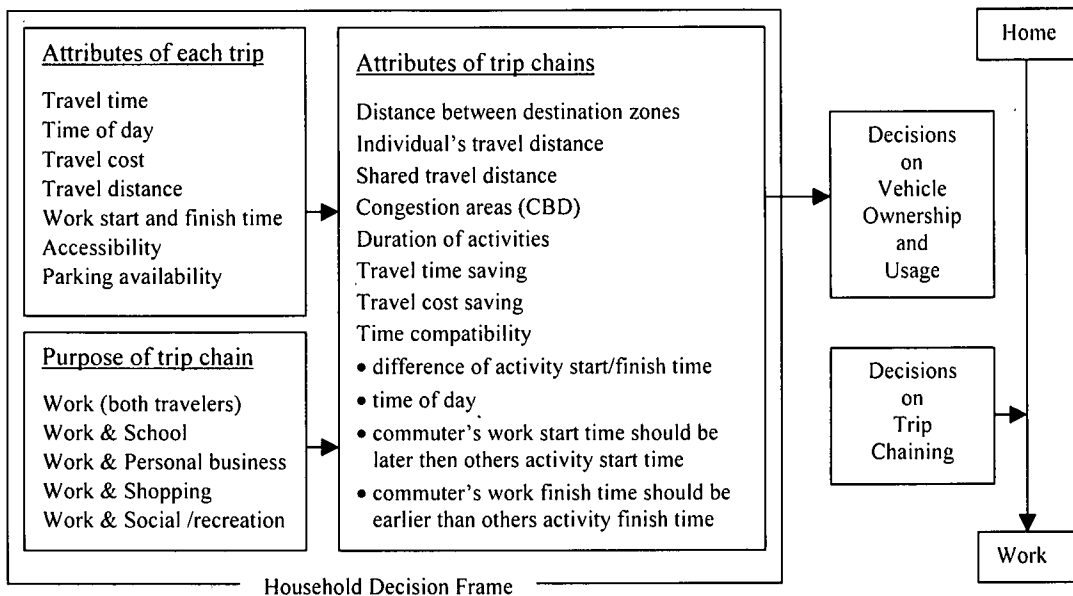 Attributes of each trip
Travel time
Time of day
Travel cost
Travel distance
Work start and finish time
Accessibility
Parking availability
Purpose of trip chain
Work (both travelers)
Work & School
Work & Personal business
Work & Shopping
Work & Social /recreation
Attributes of trip chains
Distance between destination zones
Individual's travel distance
Shared travel distance
Congestion areas (CBD)
Duration of activities
Travel time saving
Travel cost saving
Time compatibility
• difference of activity start/finish time
• time of day
• commuter's work start time should be
later then others activity start time
• commuter's work finish time should be
earlier than others activity finish time
Household Decision Frame
Decisions
on
Vehicle
Ownership
and
Usage
Decisions
on
Trip
Chaining
Home
Work